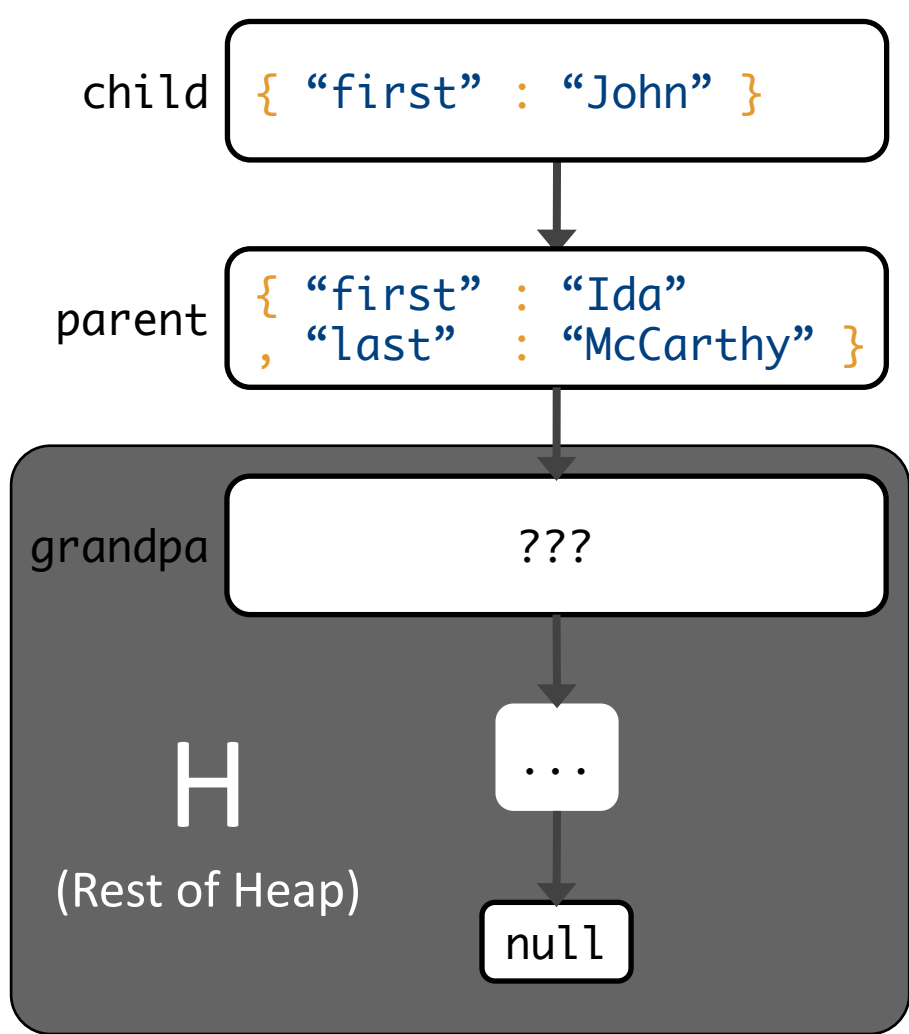 child { “first” : “John” }
parent { “first” : “Ida”
, “last” : “McCarthy” }
grandpa ???
...
H
(Rest of Heap)
null